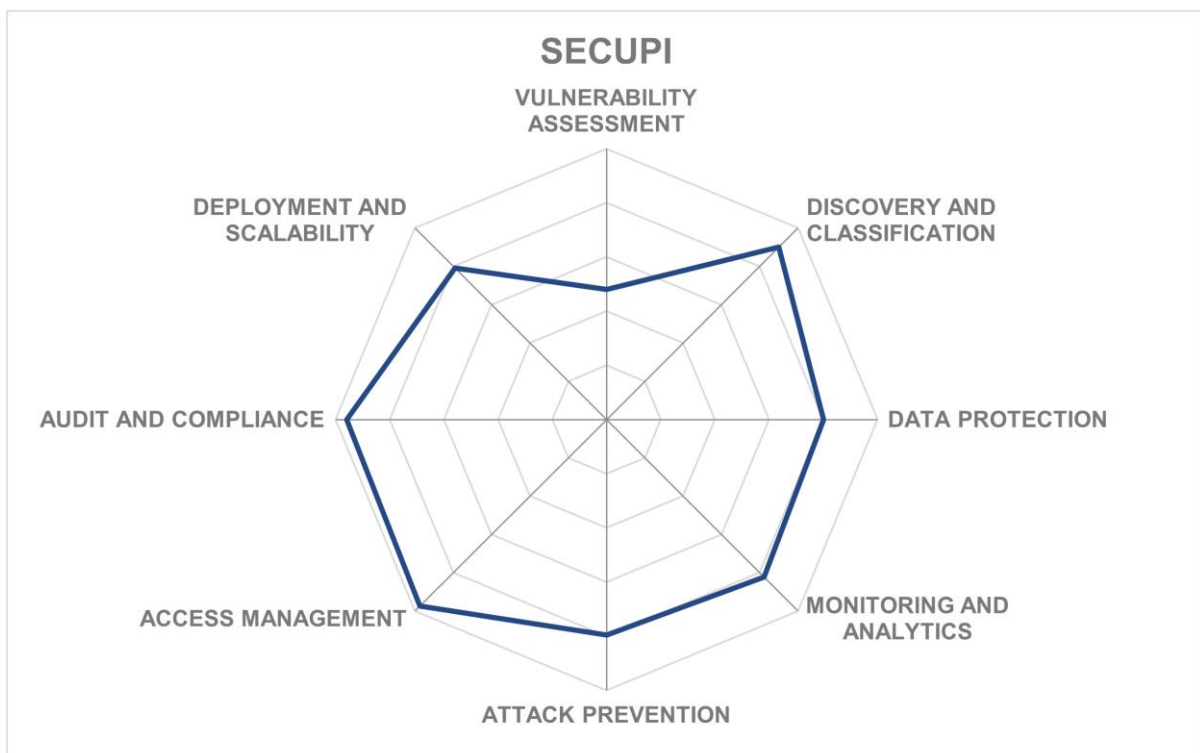 SECUPI
VULNERABILITY
ASSESSMENT
DISCOVERY AND
CLASSIFICATION
DATA PROTECTION
MONITORING AND
ANALYTICS
ATTACK PREVENTION
ACCESS MANAGEMENT
AUDIT AND COMPLIANCE
DEPLOYMENT AND
SCALABILITY